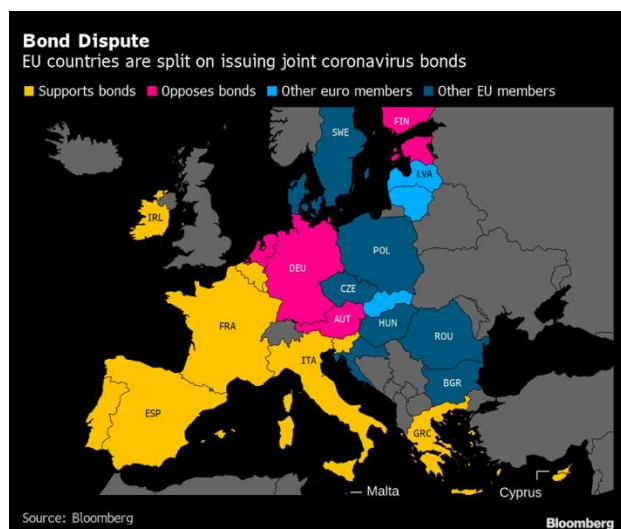 Bond Dispute
EU countries are split on issuing joint coronavirus bonds
Supports bonds Opposes bonds Other euro members Other EU members
FIN
SWE
LVA
IRL
POL
DEU
CZE
FRA
AUT
HUN
ROU
ITA
BGR
ESP
GRC
Malta
Cyprus
Source: Bloomberg
Bloomberg